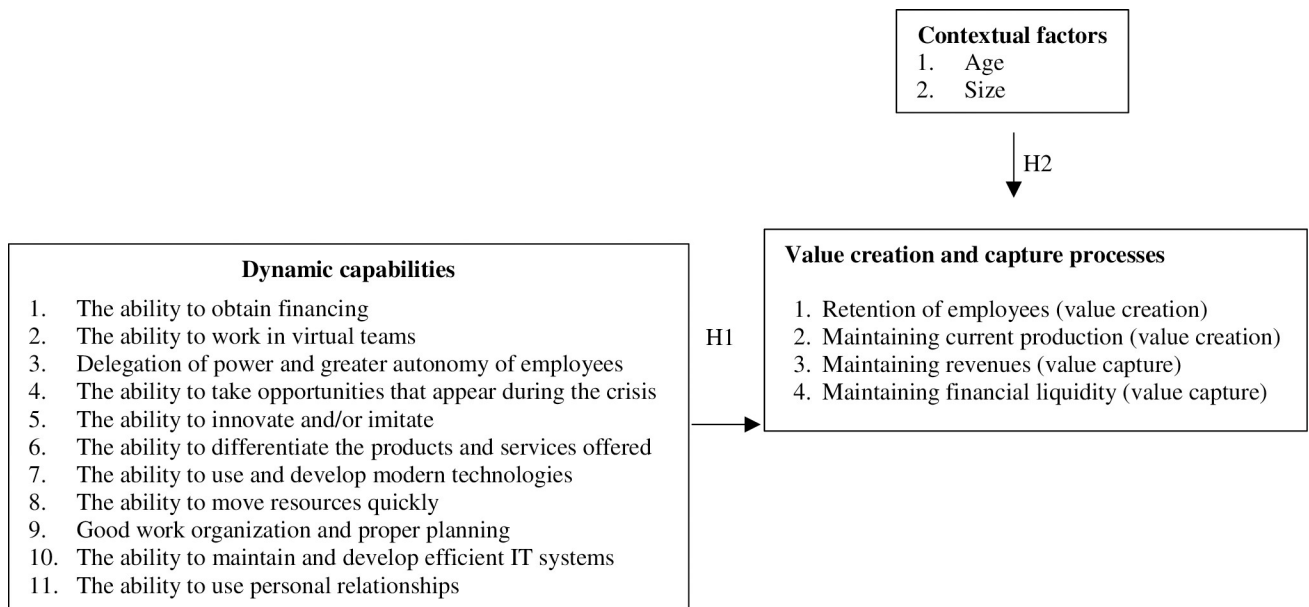 Contextual factors
1. Age
2. Size
H2
Dynamic capabilities
1. The ability to obtain financing
2. The ability to work in virtual teams
3. Delegation of power and greater autonomy of employees
4. The ability to take opportunities that appear during the crisis
5. The ability to innovate and/or imitate
6. The ability to differentiate the products and services offered
7. The ability to use and develop modern technologies
8. The ability to move resources quickly
9. Good work organization and proper planning
10. The ability to maintain and develop efficient IT systems
11. The ability to use personal relationships
H1
Value creation and capture processes
1. Retention of employees (value creation)
2. Maintaining current production (value creation)
3. Maintaining revenues (value capture)
4. Maintaining financial liquidity (value capture)